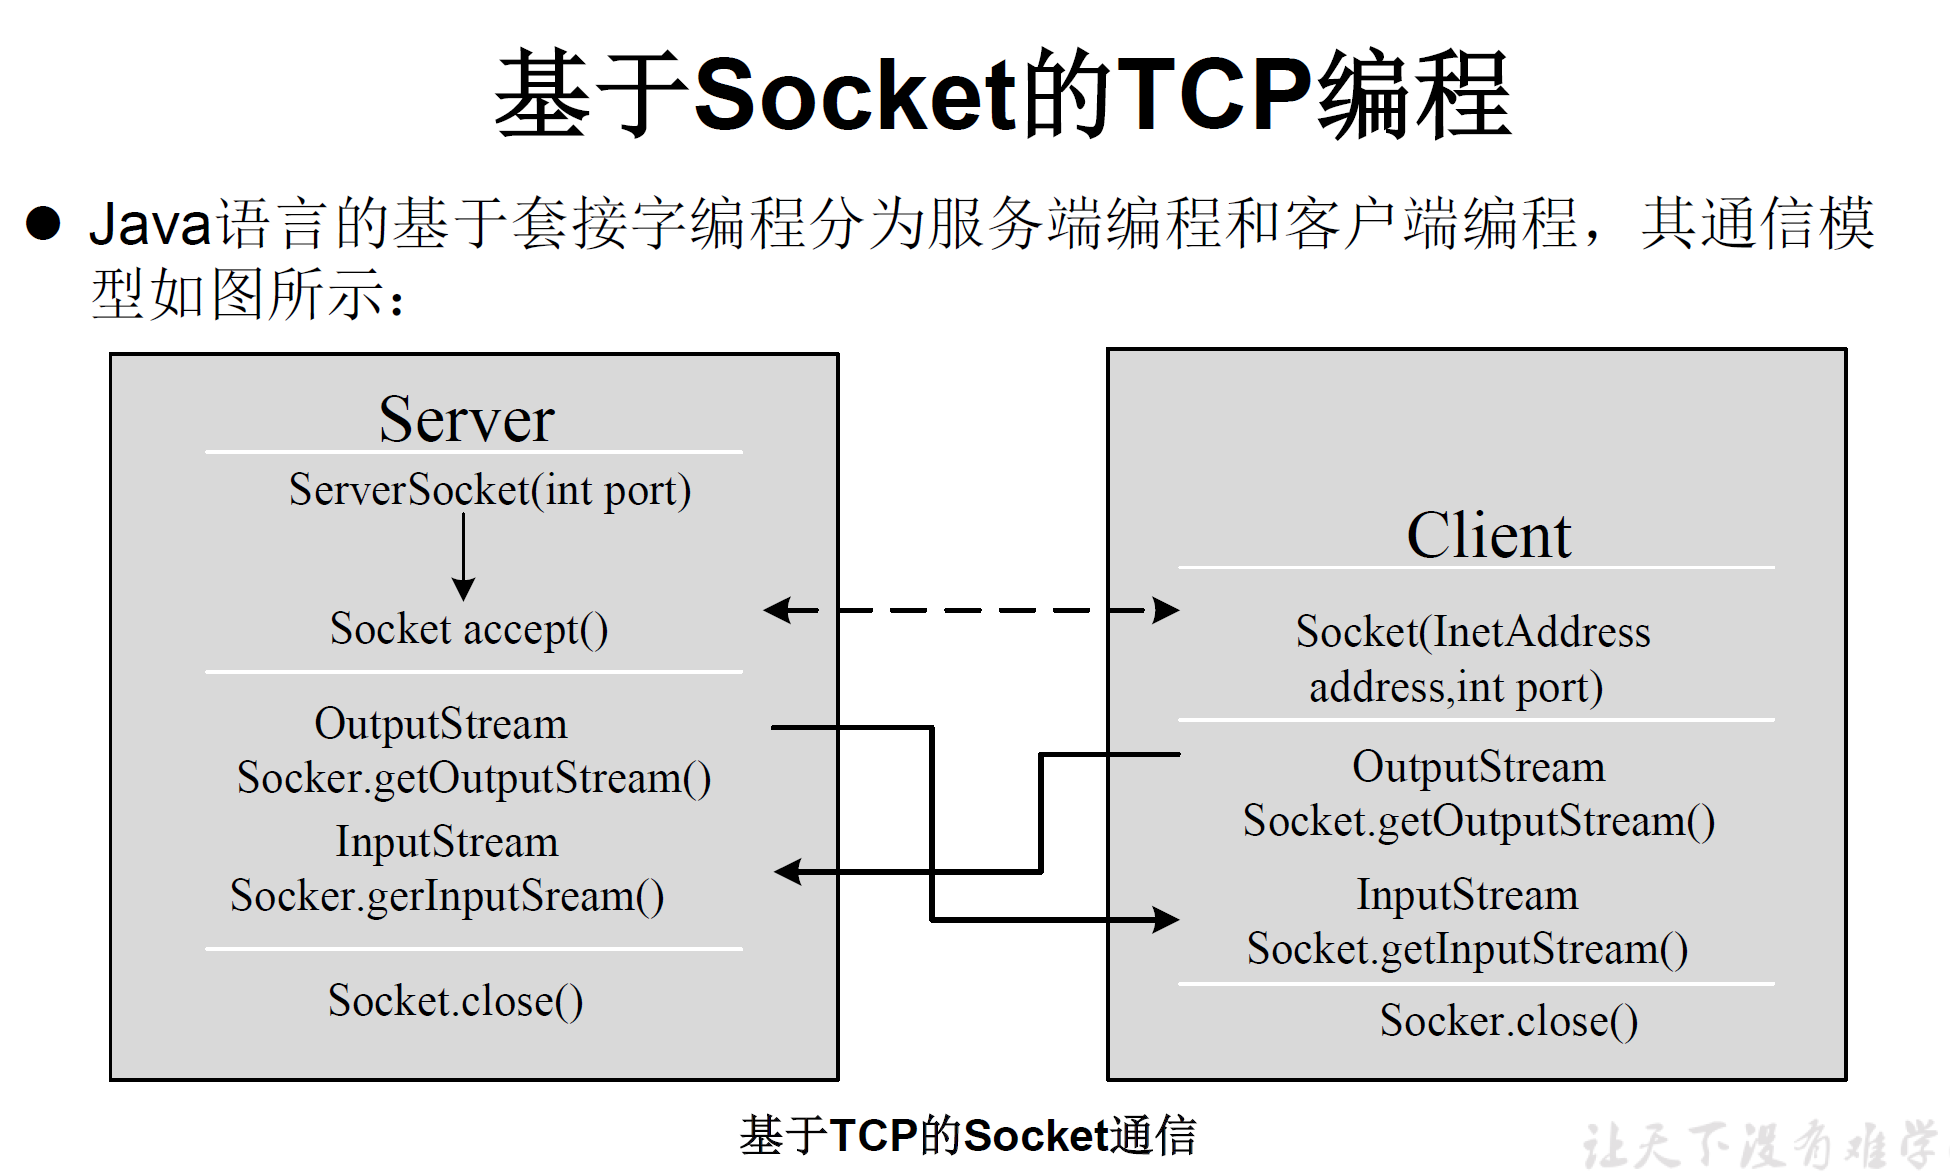 基于Socket的TCP编程
Java语言的基于套接字编程分为服务端编程和客户端编程，其通信模
型如图所示：
Server
ServerSocket(int port)
Socket accept()
OutputStream
Socker.getOutputStream()
InputStream
Socker.gerInputSream()
Socket.close()
Client
Socket(InetAddress
address,int port)
OutputStream
Socket.getOutputStream()
InputStream
Socket.getInputStream()
Socker.close()
基于TCP的Socket通信
让天下没有难学